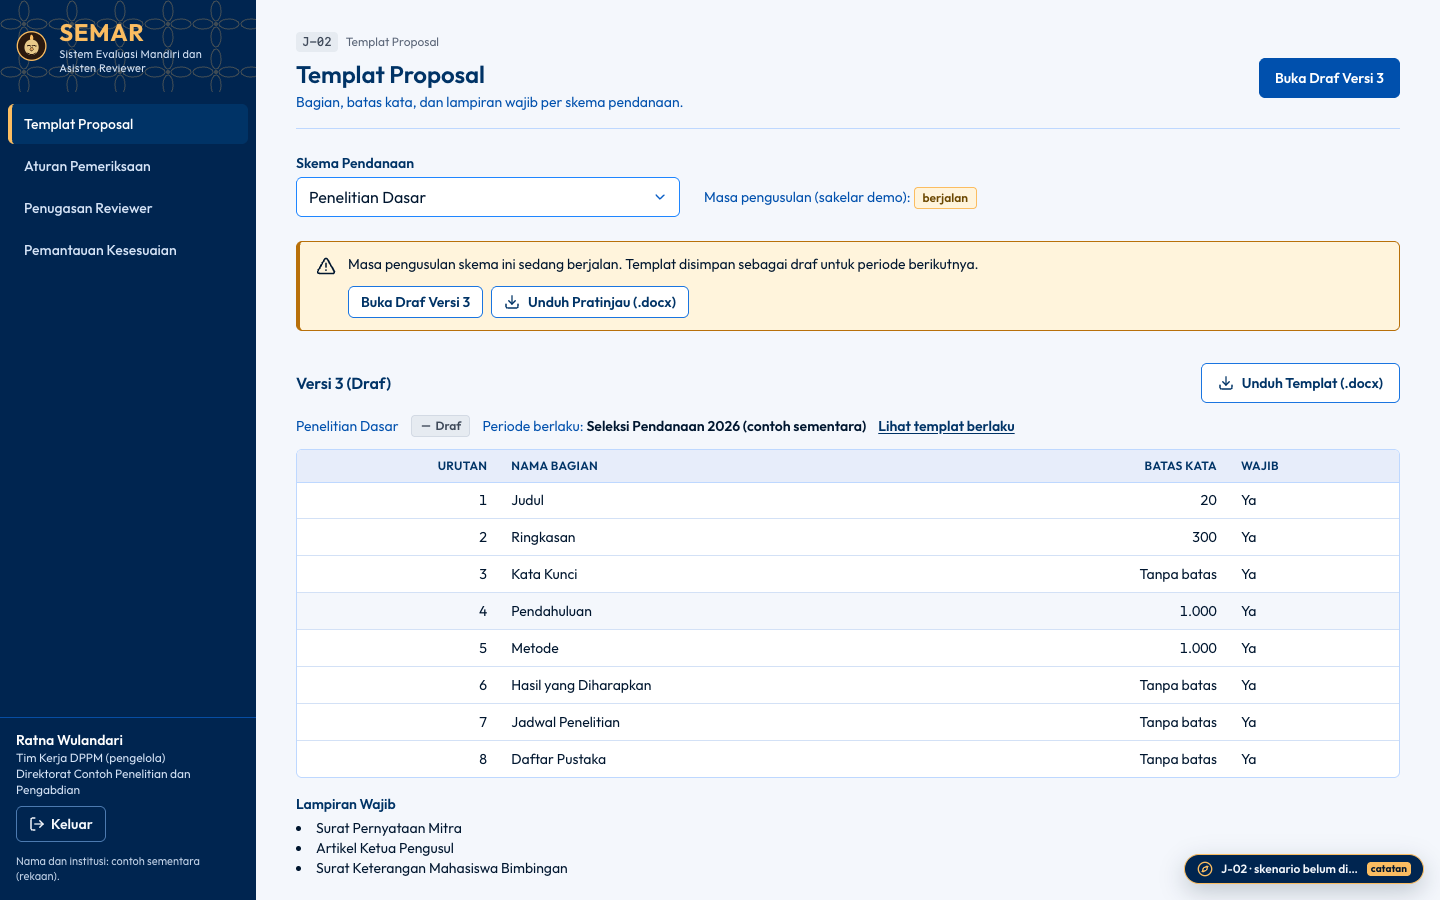 SEMAR
Sistem Evaluasi Mandiri dan
Asisten Reviewer
Templat Proposal
Aturan Pemeriksaan
Penugasan Reviewer
Pemantauan Kesesuaian
Ratna Wulandari
Tim Kerja DPPM (pengelola)
Direktorat Contoh Penelitian dan
Pengabdian
Keluar
Nama dan institusi: contoh sementara
(rekaan).
J-02 Templat Proposal
Templat Proposal
Bagian, batas kata, dan lampiran wajib per skema pendanaan.
Buka Draf Versi 3
Skema Pendanaan
Penelitian Dasar
Masa pengusulan (sakelar demo): berjalan
Masa pengusulan skema ini sedang berjalan. Templat disimpan sebagai draf untuk periode berikutnya.
Buka Draf Versi 3 Unduh Pratinjau (.docx)
Versi 3 (Draf)
Unduh Templat (.docx)
Penelitian Dasar — Draf Periode berlaku: Seleksi Pendanaan 2026 (contoh sementara) Lihat templat berlaku
URUTAN NAMA BAGIAN BATAS KATA WAJIB
1 Judul 20 Ya
2 Ringkasan 300 Ya
3 Kata Kunci Tanpa batas Ya
4 Pendahuluan 1.000 Ya
5 Metode 1.000 Ya
6 Hasil yang Diharapkan Tanpa batas Ya
7 Jadwal Penelitian Tanpa batas Ya
8 Daftar Pustaka Tanpa batas Ya
Lampiran Wajib
• Surat Pernyataan Mitra
• Artikel Ketua Pengusul
• Surat Keterangan Mahasiswa Bimbingan
J-02 · skenario belum di... catatan